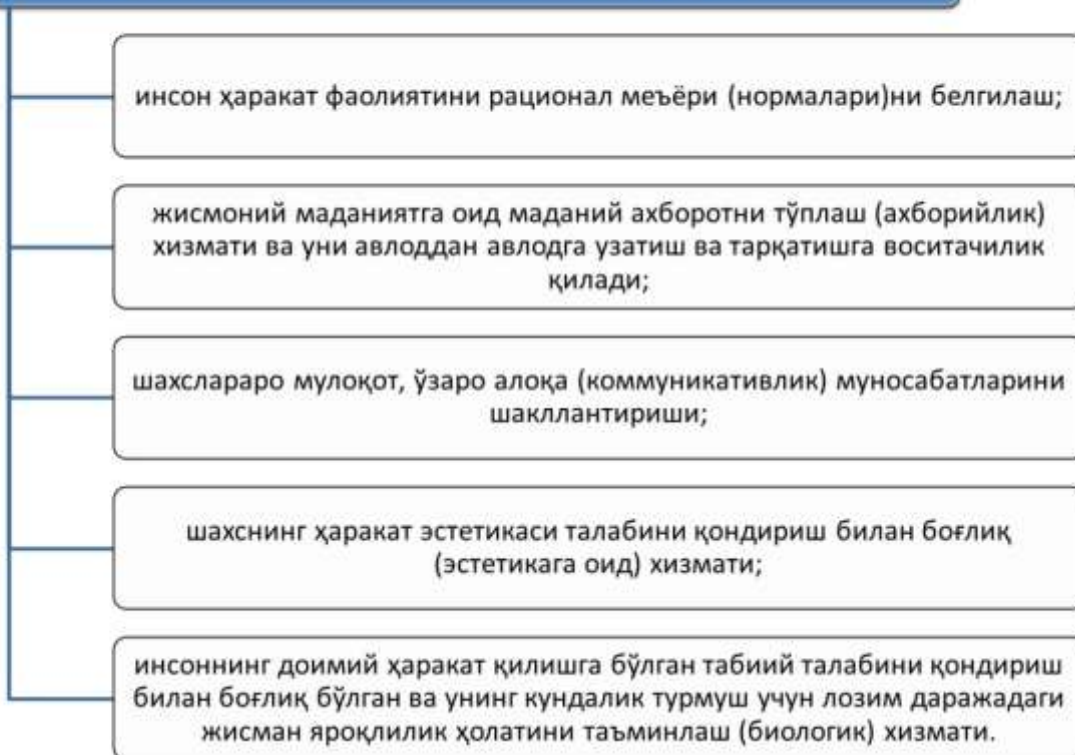 инсон ҳаракат фаолиятини рационал меъёри (нормалари)ни белгилаш;
жисмоний маданиятга оид маданий ахборотни тўплаш (ахборийлик)
хизмати ва уни авлоддан авлодга узатиш ва тарқатишга воситачилик
қилади;
шахслараро мулоқот, ўзаро алоқа (коммуникативлик) муносабатларини
шакллантириши;
шахснинг ҳаракат эстетикаси талабини қондириш билан боғлиқ
(эстетикага оид) хизмати;
инсоннинг доимий ҳаракат қилишга бўлган табиий талабини қондириш
билан боғлиқ бўлган ва унинг кундалик турмуш учун лозим даражадаги
жисман яроқлилик ҳолатини таъминлаш (биологик) хизмати.